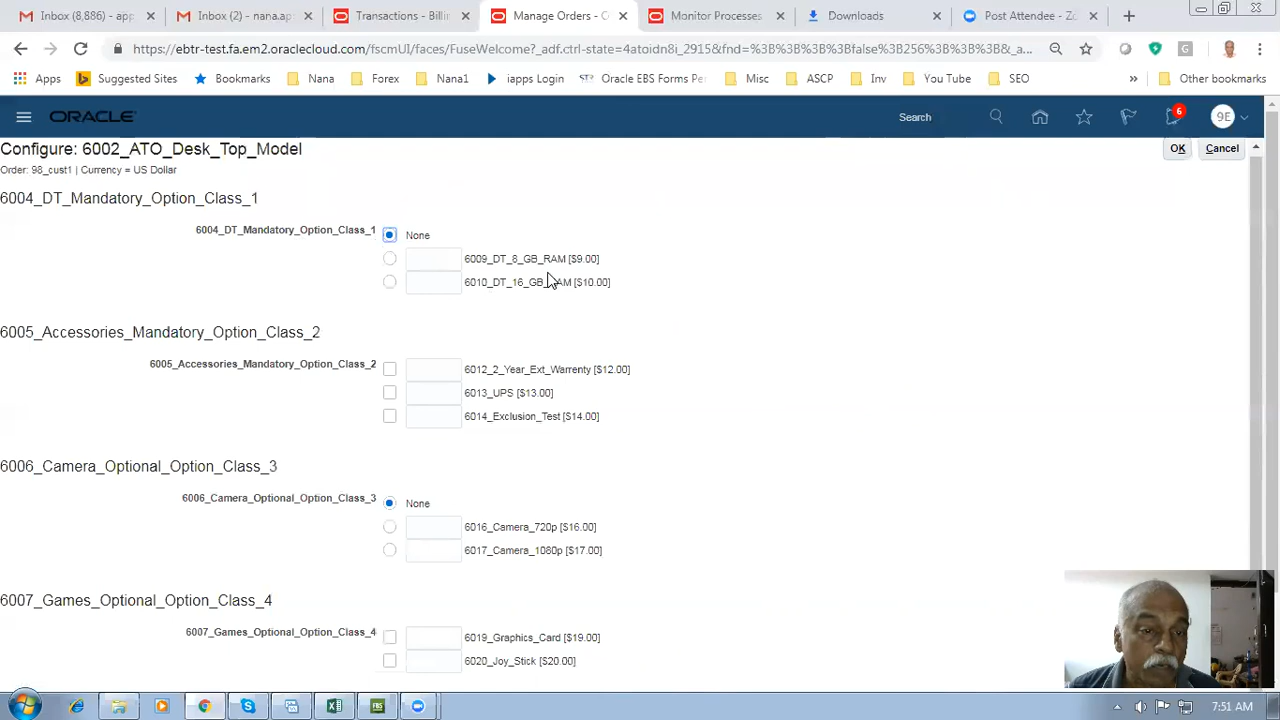 Inbox (8,886) - app
Inbox (2) - nana.ap
Transactions - Billi
Manage Orders - O
Monitor Processes
Downloads
Post Attendee - Zo
https://ebtr-test.fa.em2.oraclecloud.com/fscmUI/faces/FuseWelcome?_adf.ctrl-state=4atoidn8i_2915&fnd=%3B%3B%3B%3Bfalse%3B256%3B%3B%3B&_a...
Apps
Suggested Sites
Bookmarks
Nana
Forex
Nana1
iapps Login
Oracle EBS Forms Pe
Misc
ASCP
Inv
You Tube
SEO
»
Other bookmarks
ORACLE
Search
6
9E
Configure: 6002_ATO_Desk_Top_Model
OK
Cancel
Order: 98_cust1 | Currency = US Dollar
6004_DT_Mandatory_Option_Class_1
6004_DT_Mandatory_Option_Class_1
None
6009_DT_8_GB_RAM [$9.00]
6010_DT_16_GB_RAM [$10.00]
6005_Accessories_Mandatory_Option_Class_2
6005_Accessories_Mandatory_Option_Class_2
6012_2_Year_Ext_Warrenty [$12.00]
6013_UPS [$13.00]
6014_Exclusion_Test [$14.00]
6006_Camera_Optional_Option_Class_3
6006_Camera_Optional_Option_Class_3
None
6016_Camera_720p [$16.00]
6017_Camera_1080p [$17.00]
6007_Games_Optional_Option_Class_4
6007_Games_Optional_Option_Class_4
6019_Graphics_Card [$19.00]
6020_Joy_Stick [$20.00]
7:51 AM